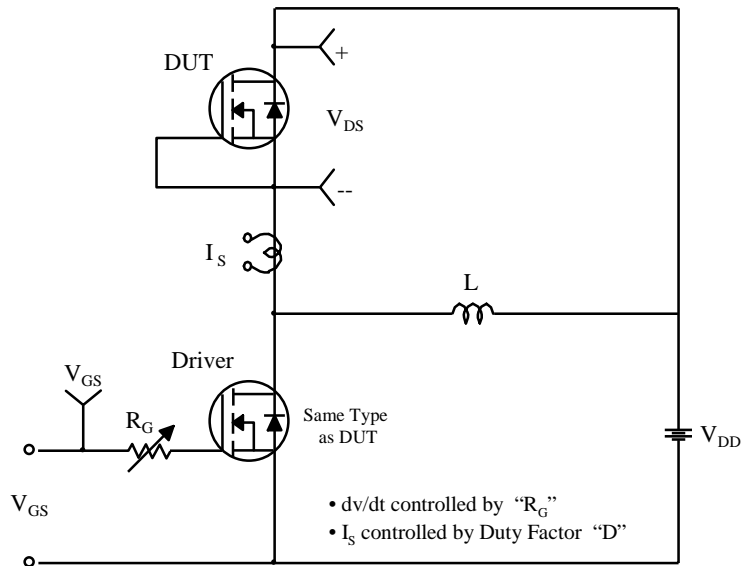 DUT
+
V_DS
--
I_S
L
Driver
V_GS
R_G
Same Type
as DUT
V_DD
V_GS
• dv/dt controlled by “R_G”
• I_S controlled by Duty Factor “D”